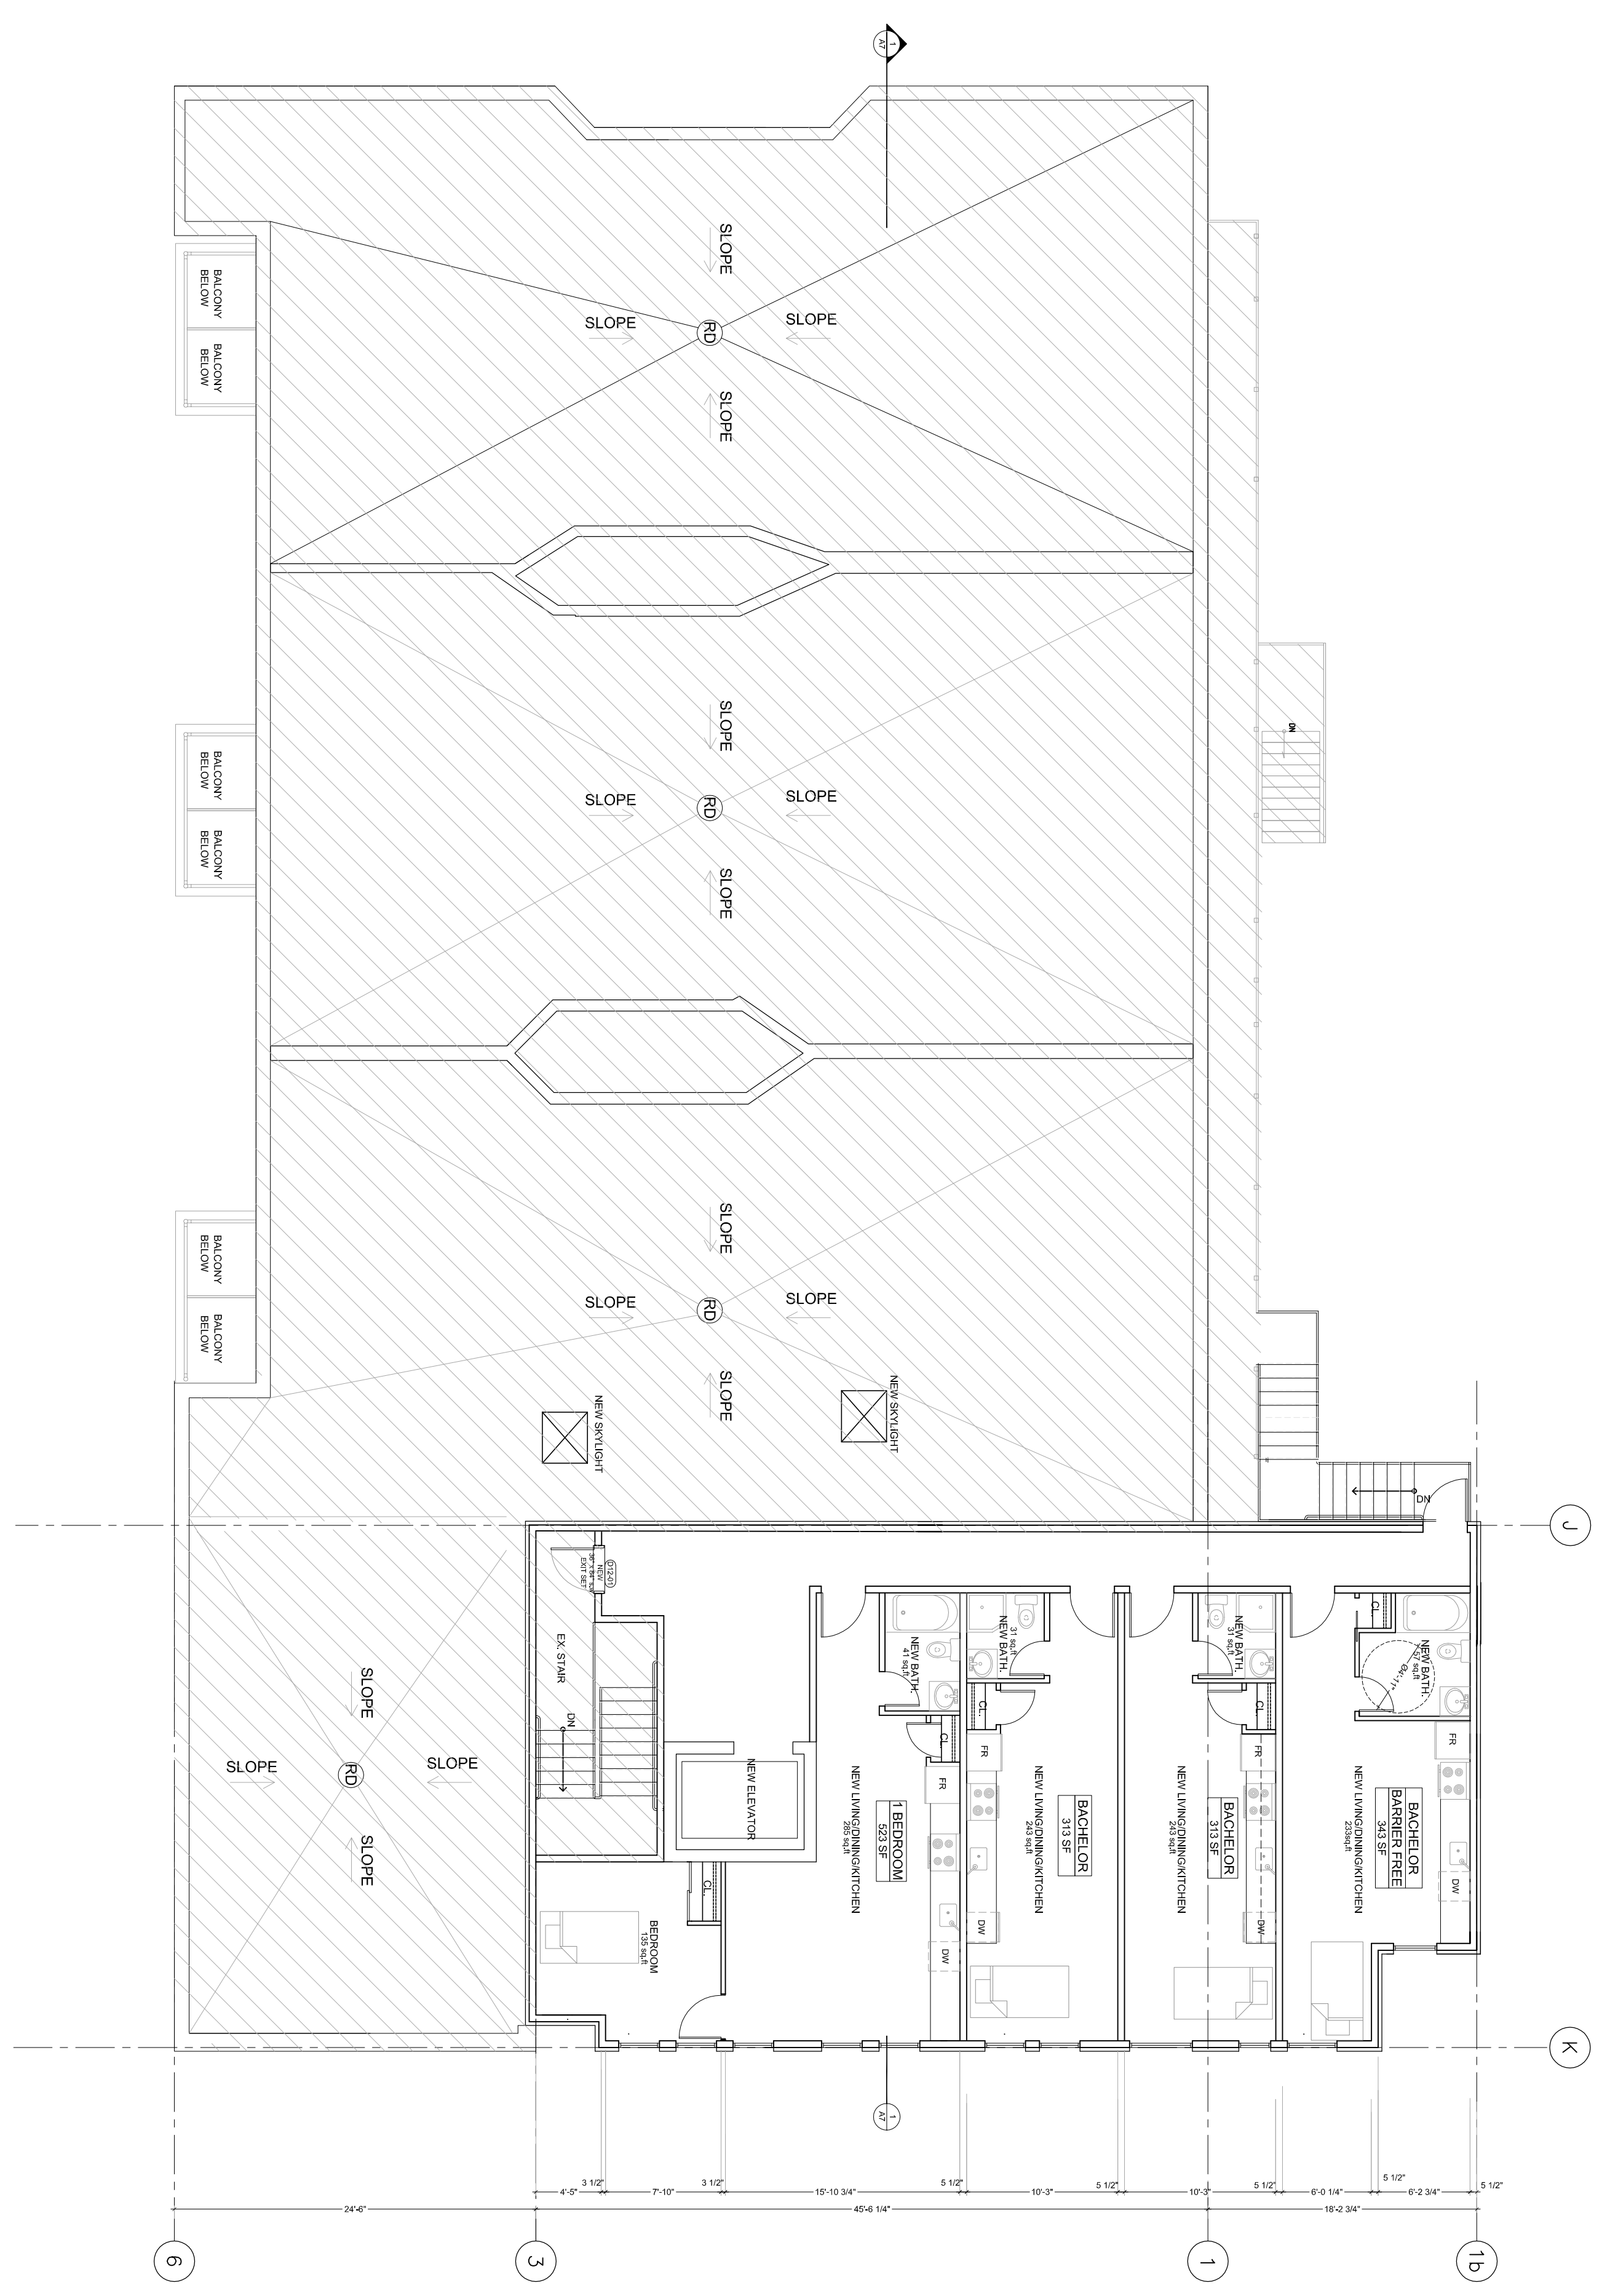 1
A7
SLOPE
SLOPE
SLOPE
RD
SLOPE
BALCONY
BELOW
BALCONY
BELOW
DN
SLOPE
SLOPE
SLOPE
RD
SLOPE
BALCONY
BELOW
BALCONY
BELOW
SLOPE
SLOPE
SLOPE
RD
SLOPE
BALCONY
BELOW
BALCONY
BELOW
NEW SKYLIGHT
NEW SKYLIGHT
DN
J
D12-01
NEW
EXIT SET
EX. STAIR
DN
NEW ELEVATOR
NEW BATH.
41 sq.ft
NEW BATH.
31 sq.ft
NEW BATH.
31 sq.ft
NEW BATH.
57 sq.ft
CL.
CL.
CL.
CL.
CL.
FR
FR
FR
FR
DW
DW
DW
DW
NEW LIVING/DINING/KITCHEN
285 sq.ft
1 BEDROOM
523 SF
NEW LIVING/DINING/KITCHEN
243 sq.ft
BACHELOR
313 SF
NEW LIVING/DINING/KITCHEN
243 sq.ft
BACHELOR
313 SF
NEW LIVING/DINING/KITCHEN
233sq.ft
BACHELOR
BARRIER FREE
343 SF
BEDROOM
135 sq.ft
SLOPE
SLOPE
SLOPE
RD
SLOPE
K
1
A7
4'-5"
3 1/2"
7'-10"
3 1/2"
15'-10 3/4"
5 1/2"
10'-3"
5 1/2"
10'-3"
5 1/2"
6'-0 1/4"
5 1/2"
6'-2 3/4"
5 1/2"
24'-6"
45'-6 1/4"
18'-2 3/4"
6
3
1
1b